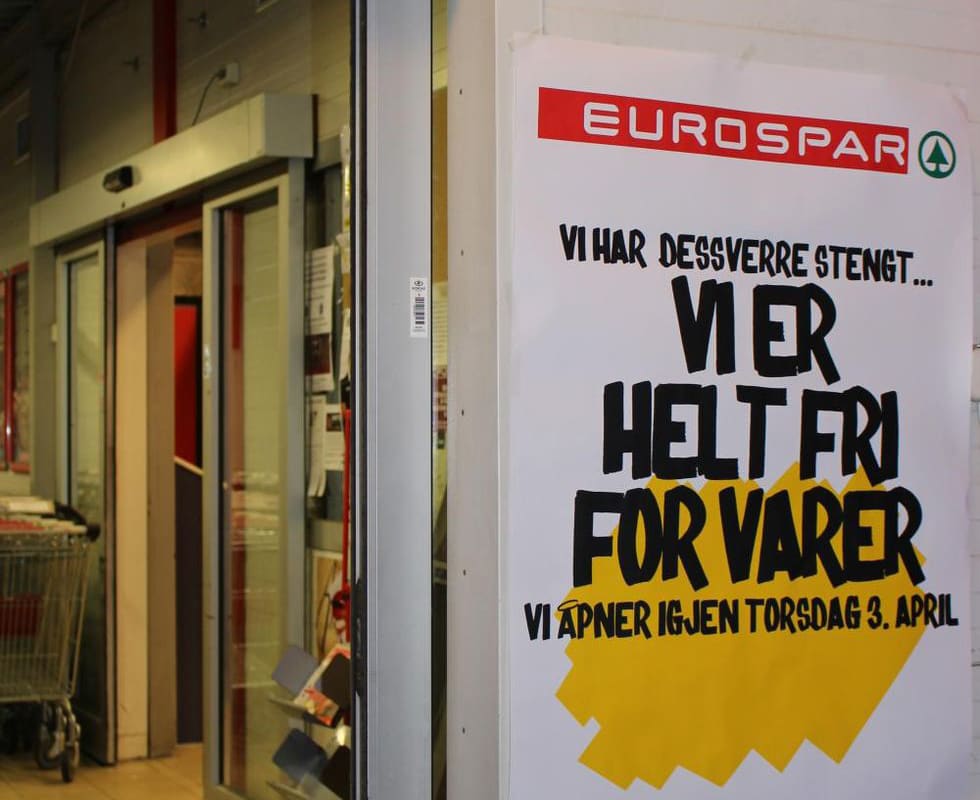 EUROSPAR
VI HAR DESSVERRE STENGT...
VI ER
HELT FRI
FOR VARER
VI ÅPNER IGJEN TORSDAG 3. APRIL